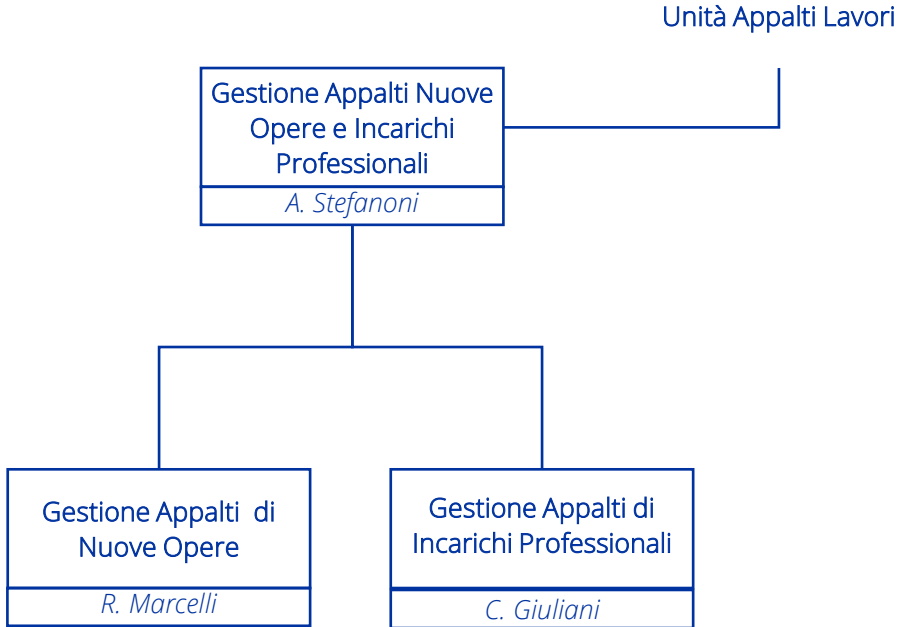 Unità Appalti Lavori
Gestione Appalti Nuove
Opere e Incarichi
Professionali
A. Stefanoni
Gestione Appalti di
Nuove Opere
R. Marcelli
Gestione Appalti di
Incarichi Professionali
C. Giuliani